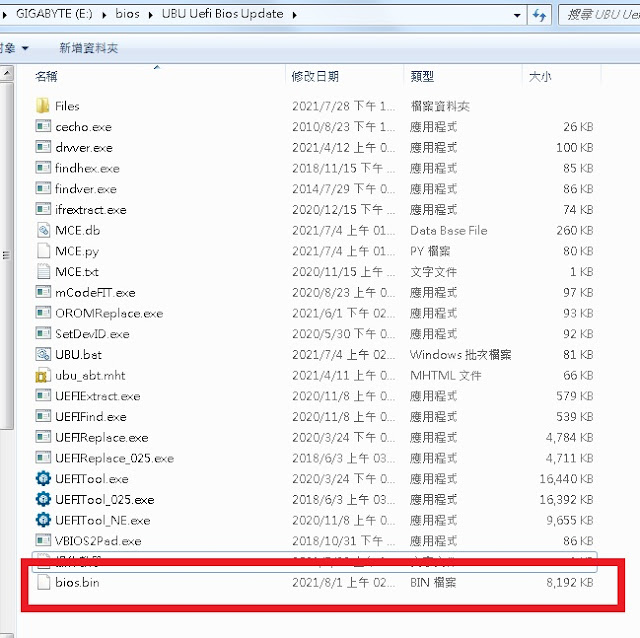 GIGABYTE (E:) ▸ bios ▸ UBU Uefi Bios Update ▸ 搜尋 UBU Uef
對象 ▾ 新增資料夾
名稱 修改日期 類型 大小
Files 2021/7/28 下午 1... 檔案資料夾
cecho.exe 2010/8/23 下午 1... 應用程式 26 KB
drvver.exe 2021/4/12 上午 0... 應用程式 100 KB
findhex.exe 2018/11/15 下午 ... 應用程式 85 KB
findver.exe 2014/7/29 下午 0... 應用程式 86 KB
ifrextract.exe 2020/12/15 下午 ... 應用程式 74 KB
MCE.db 2021/7/4 上午 01... Data Base File 260 KB
MCE.py 2021/7/4 上午 01... PY 檔案 80 KB
MCE.txt 2020/11/15 上午 ... 文字文件 1 KB
mCodeFIT.exe 2020/8/23 上午 0... 應用程式 97 KB
OROMReplace.exe 2021/6/1 上午 02... 應用程式 93 KB
SetDevID.exe 2020/5/30 下午 0... 應用程式 92 KB
UBU.bat 2021/7/4 上午 02... Windows 批次檔案 81 KB
ubu_abt.mht 2021/4/11 上午 0... MHTML 文件 66 KB
UEFIExtract.exe 2020/11/8 上午 0... 應用程式 579 KB
UEFIFind.exe 2020/11/8 上午 0... 應用程式 539 KB
UEFIReplace.exe 2020/3/24 下午 0... 應用程式 4,784 KB
UEFIReplace_025.exe 2018/6/3 上午 03... 應用程式 4,711 KB
UEFITool.exe 2020/3/24 下午 0... 應用程式 16,440 KB
UEFITool_025.exe 2018/6/3 上午 03... 應用程式 16,392 KB
UEFITool_NE.exe 2020/11/8 上午 0... 應用程式 9,655 KB
VBIOS2Pad.exe 2018/10/31 下午 ... 應用程式 86 KB
bios.bin 2021/8/1 上午 02... BIN 檔案 8,192 KB